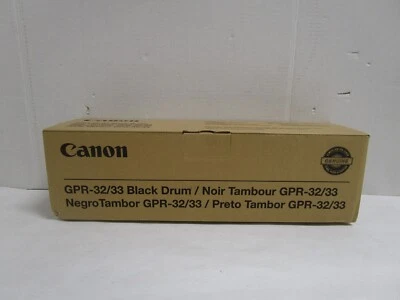 Canon
GENUINE
GPR-32/33 Black Drum / Noir Tambour GPR-32/33
NegroTambor GPR-32/33 / Preto Tambor GPR-32/33